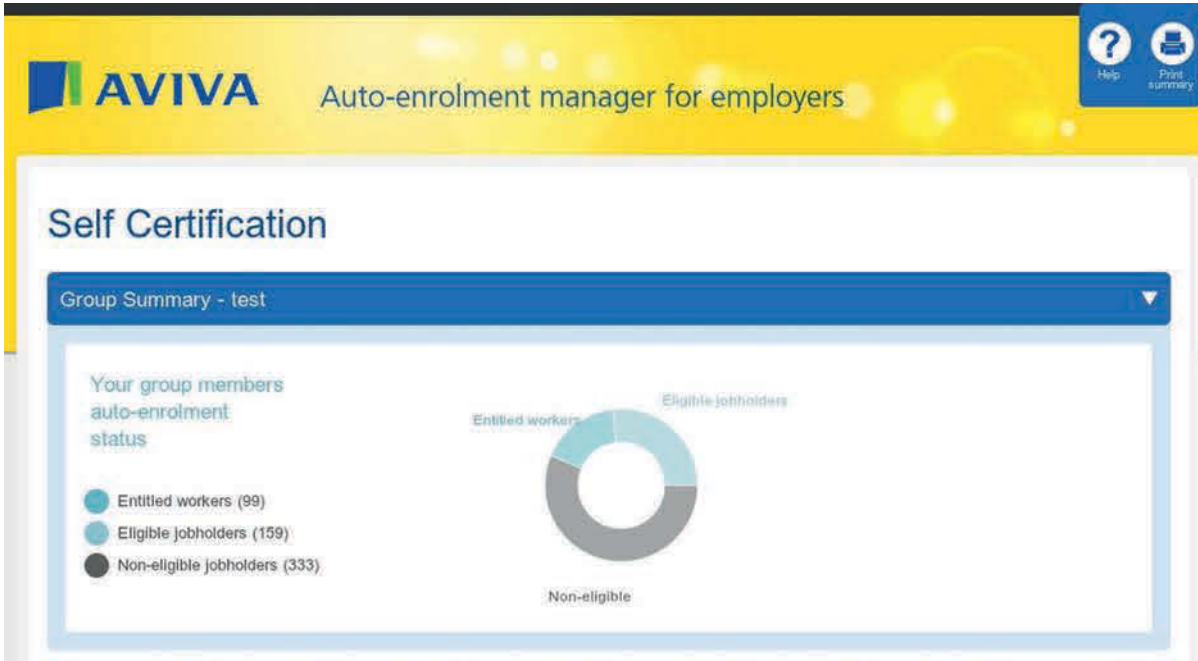 AVIVA
Auto-enrolment manager for employers
Help
Print
summary
Self Certification
Group Summary - test
Your group members
auto-enrolment
status
Entitled workers (99)
Eligible jobholders (159)
Non-eligible jobholders (333)
Eligible jobholders
Entitled workers
Non-eligible